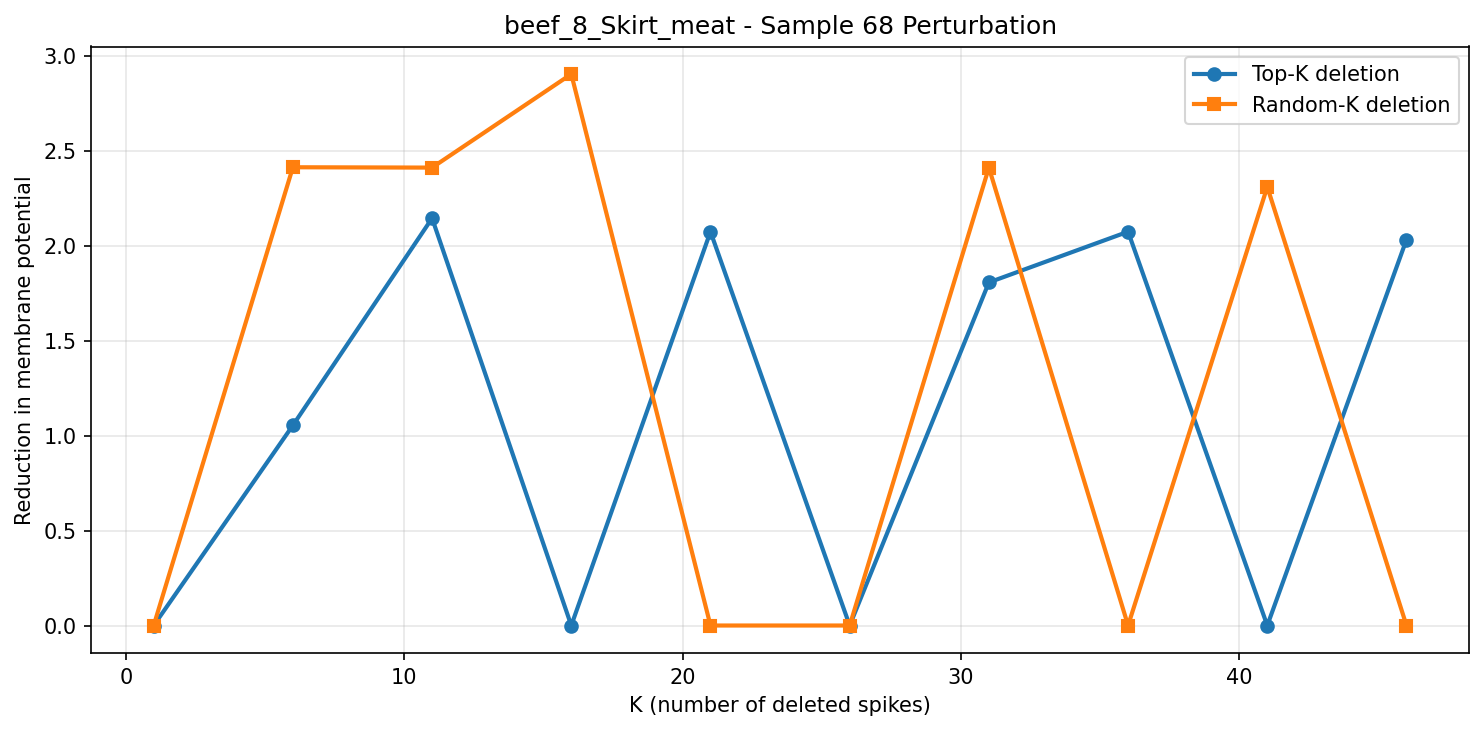 beef_8_Skirt_meat - Sample 68 Perturbation
Top-K deletion
Random-K deletion
Reduction in membrane potential
3.0
2.5
2.0
1.5
1.0
0.5
0.0
0 10 20 30 40
K (number of deleted spikes)